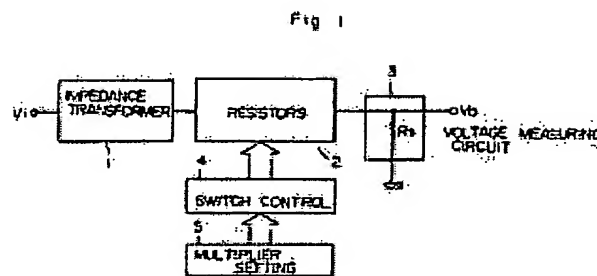 Fig 1
3
Vi
IMPEDANCE
TRANSFORMER
RESISTORS
Vo
Rs
VOLTAGE MEASURING
CIRCUIT
1
2
4
SWITCH CONTROL
5
MULTIPLIER
SETTING